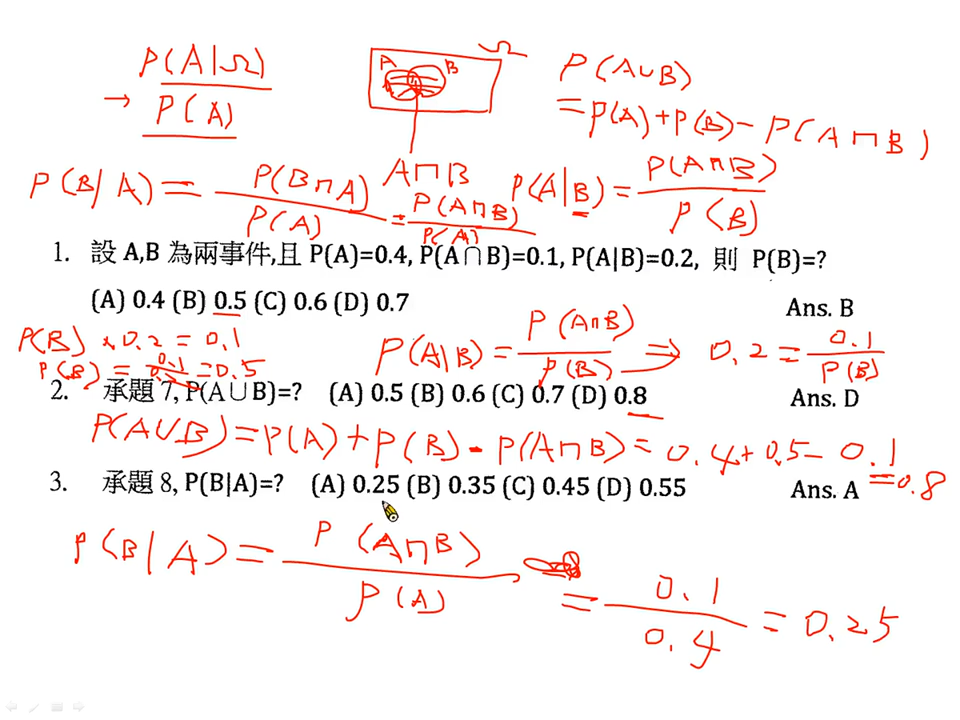 P(A|Ω)
→ P(A)
A B Ω
A∩B
P(A∪B)
=P(A)+P(B)-P(A∩B)
P(B/A)=P(B∩A)/P(A)=P(A∩B)/P(A)
P(A|B)=P(A∩B)/P(B)
1. 設 A,B 為兩事件,且 P(A)=0.4, P(A∩B)=0.1, P(A|B)=0.2, 則 P(B)=?
(A) 0.4 (B) 0.5 (C) 0.6 (D) 0.7 Ans. B
P(B)×0.2=0.1
P(B)=0.1/0.2=0.5
P(A|B)=P(A∩B)/P(B) ⇒ 0.2=0.1/P(B)
2. 承題 7, P(A∪B)=? (A) 0.5 (B) 0.6 (C) 0.7 (D) 0.8 Ans. D
P(A∪B)=P(A)+P(B)-P(A∩B)=0.4+0.5-0.1
=0.8
3. 承題 8, P(B|A)=? (A) 0.25 (B) 0.35 (C) 0.45 (D) 0.55 Ans. A
P(B/A)=P(A∩B)/P(A)
=0.1/0.4=0.25